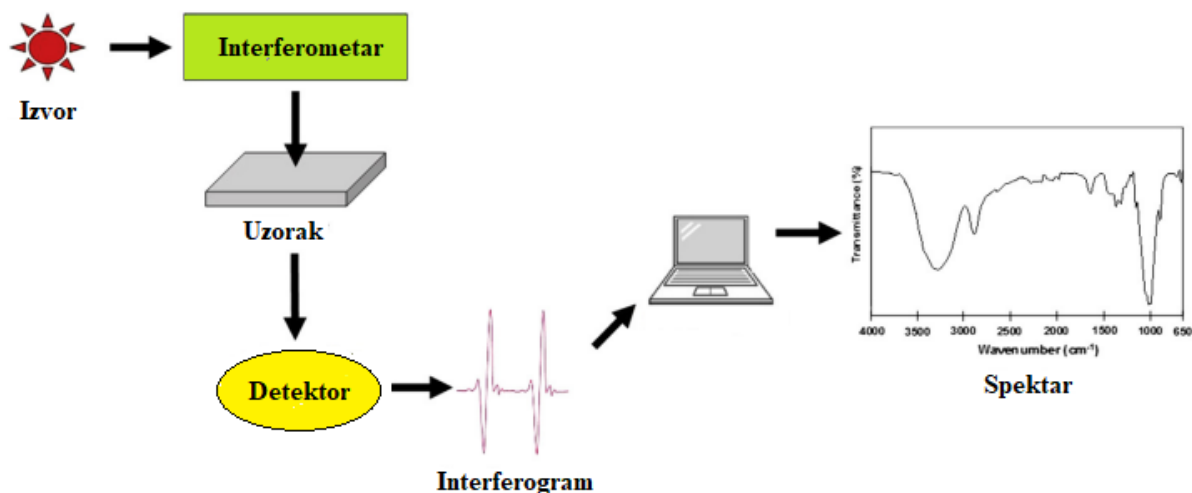 Izvor
Interferometar
Uzorak
Detektor
Interferogram
Transmittance (%)
4000 3500 3000 2500 2000 1500 1000 650
Wavenumber (cm-1)
Spektar